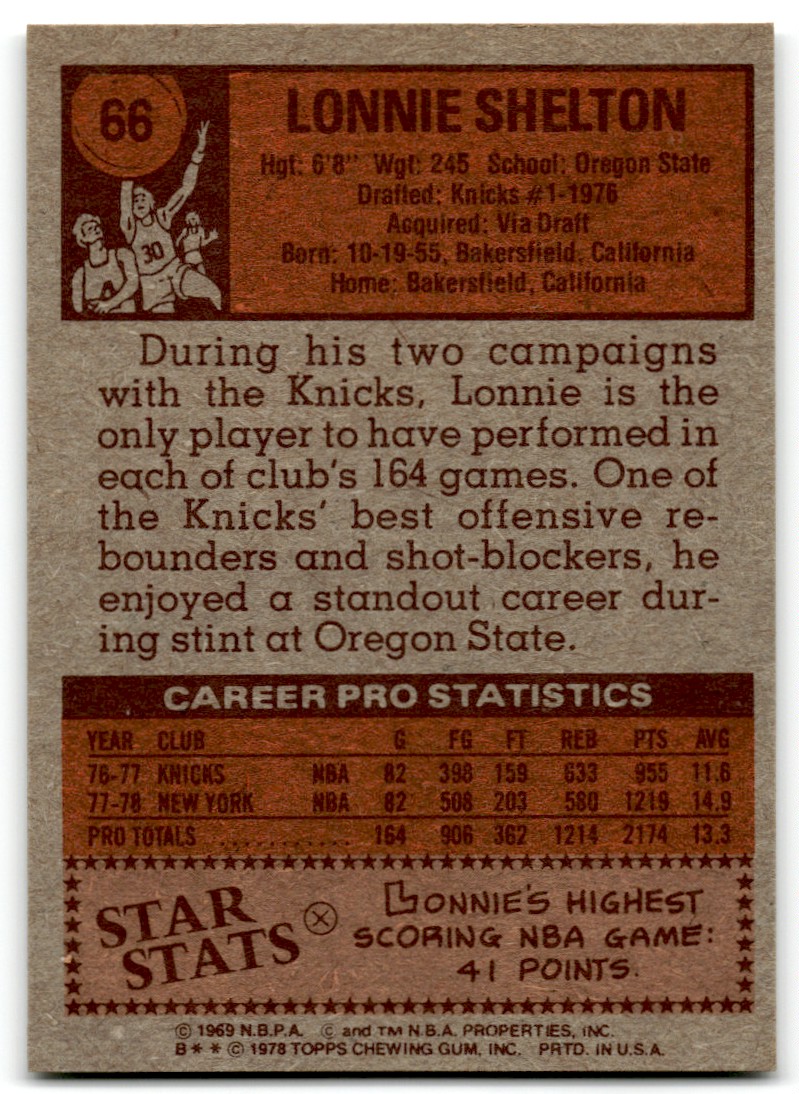 66
LONNIE SHELTON
Hgt: 6'8" Wgt: 245 School: Oregon State
Drafted: Knicks #1-1976
Acquired: Via Draft
Born: 10-19-55, Bakersfield, California
Home: Bakersfield, California
30
During his two campaigns
with the Knicks, Lonnie is the
only player to have performed in
each of club's 164 games. One of
the Knicks' best offensive re-
bounders and shot-blockers, he
enjoyed a standout career dur-
ing stint at Oregon State.
CAREER PRO STATISTICS
YEAR CLUB G FG FT REB PTS AVG
76-77 KNICKS NBA 82 398 159 633 955 11.6
77-78 NEW YORK NBA 82 508 203 580 1219 14.9
PRO TOTALS ........... 164 906 362 1214 2174 13.3
STAR
STATS
LONNIE'S HIGHEST
SCORING NBA GAME:
41 POINTS.
© 1969 N.B.P.A. © and TM N.B.A. PROPERTIES, INC.
B * * © 1978 TOPPS CHEWING GUM, INC. PRTD. IN U.S.A.